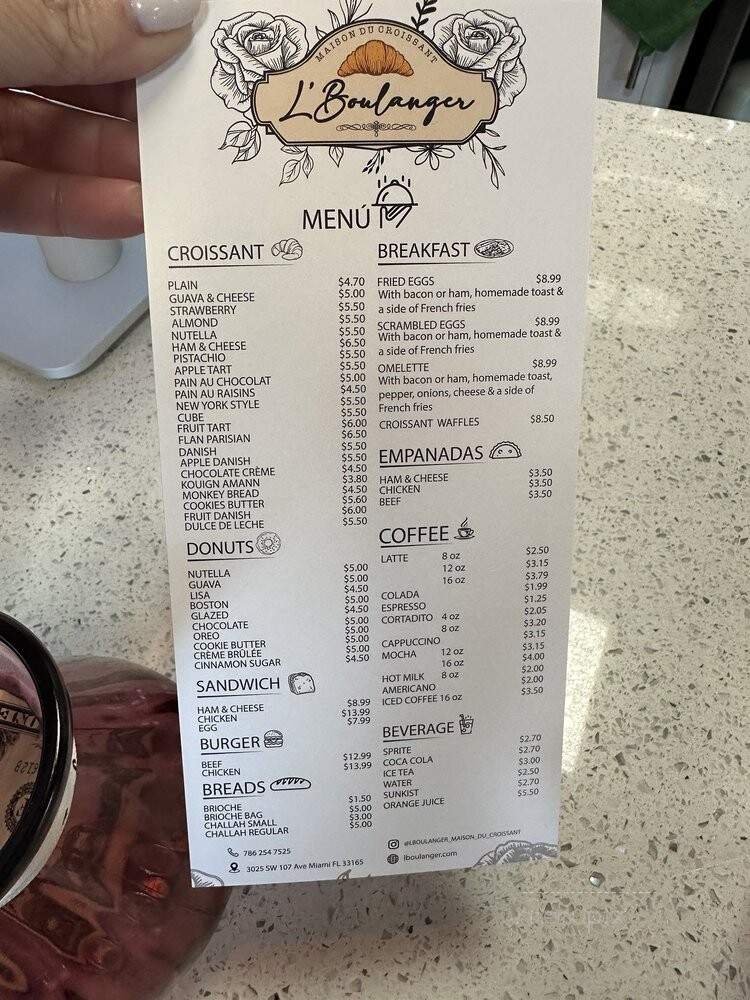 MAISON DU CROISSANT
L'Boulanger
MENÚ
CROISSANT
PLAIN $4.70
GUAVA & CHEESE $5.00
STRAWBERRY $5.50
ALMOND $5.50
NUTELLA $5.50
HAM & CHEESE $6.50
PISTACHIO $5.50
APPLE TART $5.50
PAIN AU CHOCOLAT $5.00
PAIN AU RAISINS $4.50
NEW YORK STYLE $5.50
CUBE $5.50
FRUIT TART $6.00
FLAN PARISIAN $6.50
DANISH $5.50
APPLE DANISH $5.50
CHOCOLATE CRÈME $4.50
KOUIGN AMANN $3.80
MONKEY BREAD $4.50
COOKIES BUTTER $5.60
FRUIT DANISH $6.00
DULCE DE LECHE $5.50
DONUTS
NUTELLA $5.00
GUAVA $5.00
LISA $4.50
BOSTON $5.00
GLAZED $4.50
CHOCOLATE $5.00
OREO $5.00
COOKIE BUTTER $5.00
CRÈME BRÛLÉE $5.00
CINNAMON SUGAR $4.50
SANDWICH
HAM & CHEESE $8.99
CHICKEN $13.99
EGG $7.99
BURGER
BEEF $12.99
CHICKEN $13.99
BREADS
BRIOCHE $1.50
BRIOCHE BAG $5.00
CHALLAH SMALL $3.00
CHALLAH REGULAR $5.00
786 254 7525
3025 SW 107 Ave Miami FL 33165
BREAKFAST
FRIED EGGS $8.99
With bacon or ham, homemade toast &
a side of French fries
SCRAMBLED EGGS $8.99
With bacon or ham, homemade toast &
a side of French fries
OMELETTE $8.99
With bacon or ham, homemade toast,
pepper, onions, cheese & a side of
French fries
CROISSANT WAFFLES $8.50
EMPANADAS
HAM & CHEESE $3.50
CHICKEN $3.50
BEEF $3.50
COFFEE
LATTE 8 oz $2.50
12 oz $3.15
16 oz $3.79
COLADA $1.99
ESPRESSO $1.25
CORTADITO 4 oz $2.05
8 oz $3.20
CAPPUCCINO $3.15
MOCHA 12 oz $3.15
16 oz $4.00
HOT MILK 8 oz $2.00
AMERICANO $2.00
ICED COFFEE 16 oz $3.50
BEVERAGE
SPRITE $2.70
COCA COLA $2.70
ICE TEA $3.00
WATER $2.50
SUNKIST $2.70
ORANGE JUICE $5.50
@LBOULANGER_MAISON_DU_CROISSANT
lboulanger.com